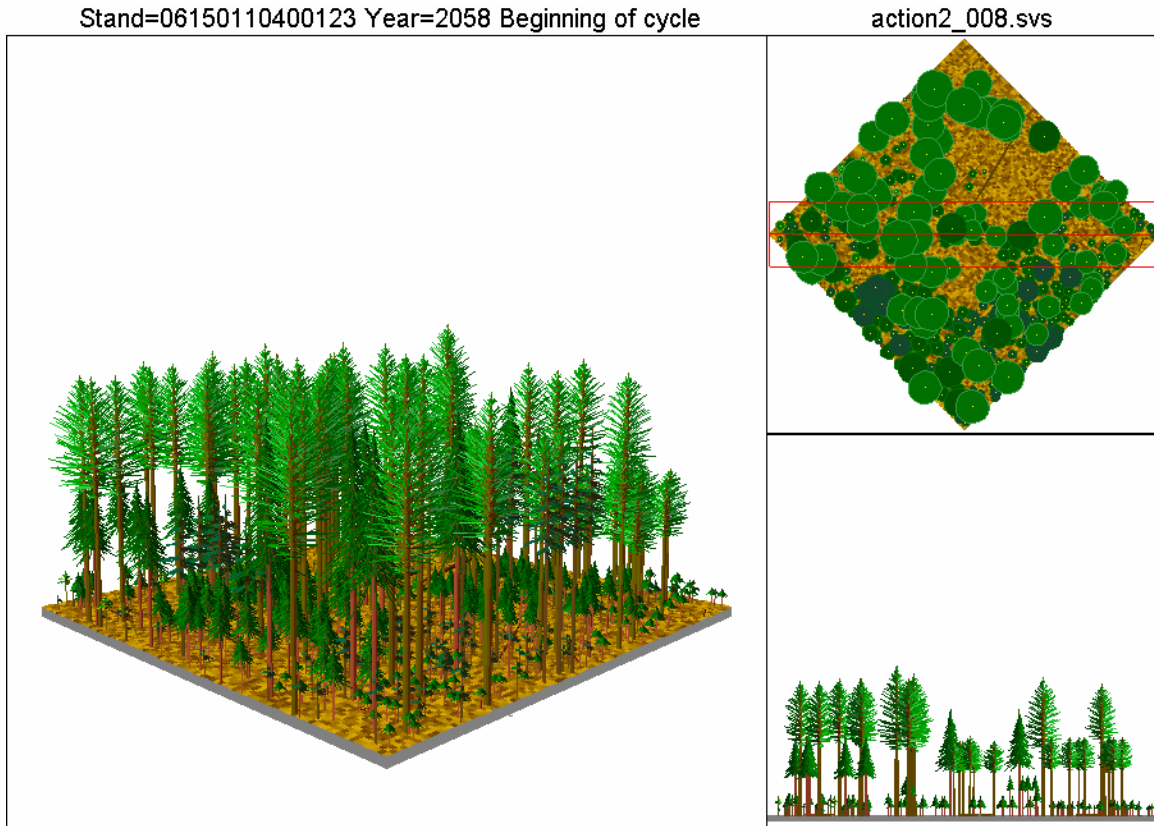 Stand=06150110400123 Year=2058 Beginning of cycle
action2_008.svs